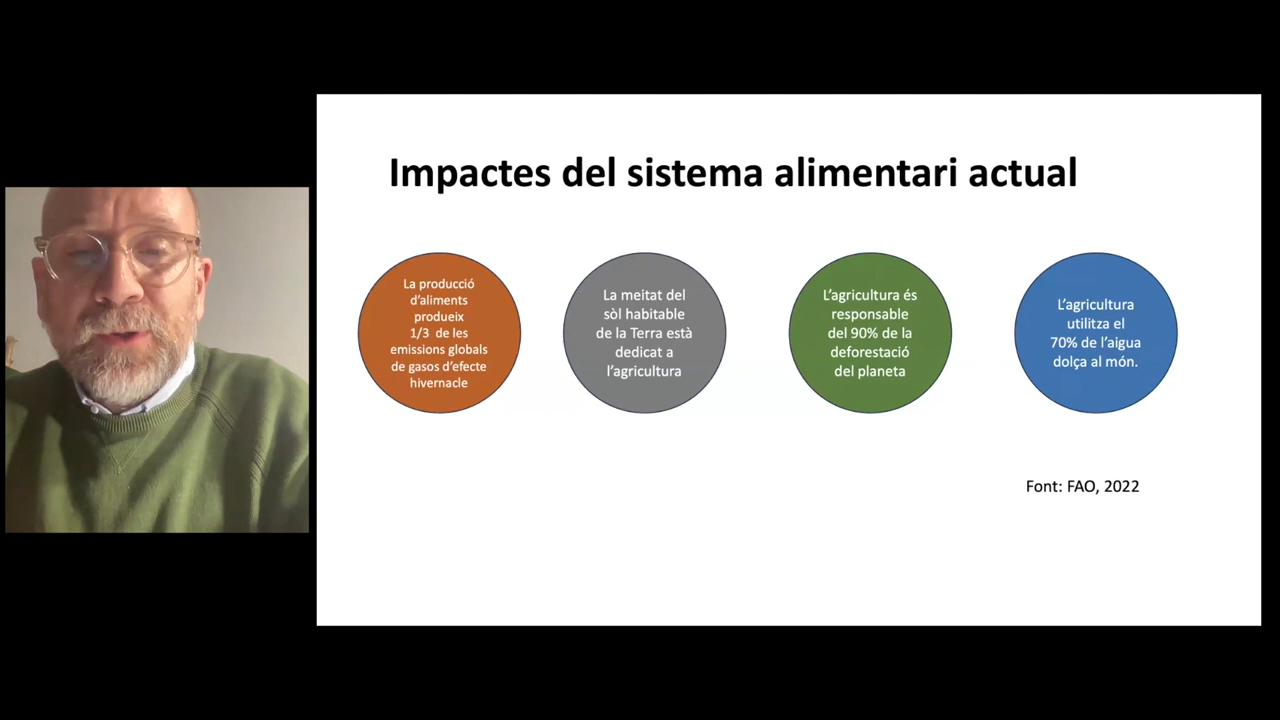 Impactes del sistema alimentari actual
La producció
d’aliments
produeix
1/3 de les
emissions globals
de gasos d’efecte
hivernacle
La meitat del
sòl habitable
de la Terra està
dedicat a
l’agricultura
L’agricultura és
responsable
del 90% de la
deforestació
del planeta
L’agricultura
utilitza el
70% de l’aigua
dolça al món.
Font: FAO, 2022